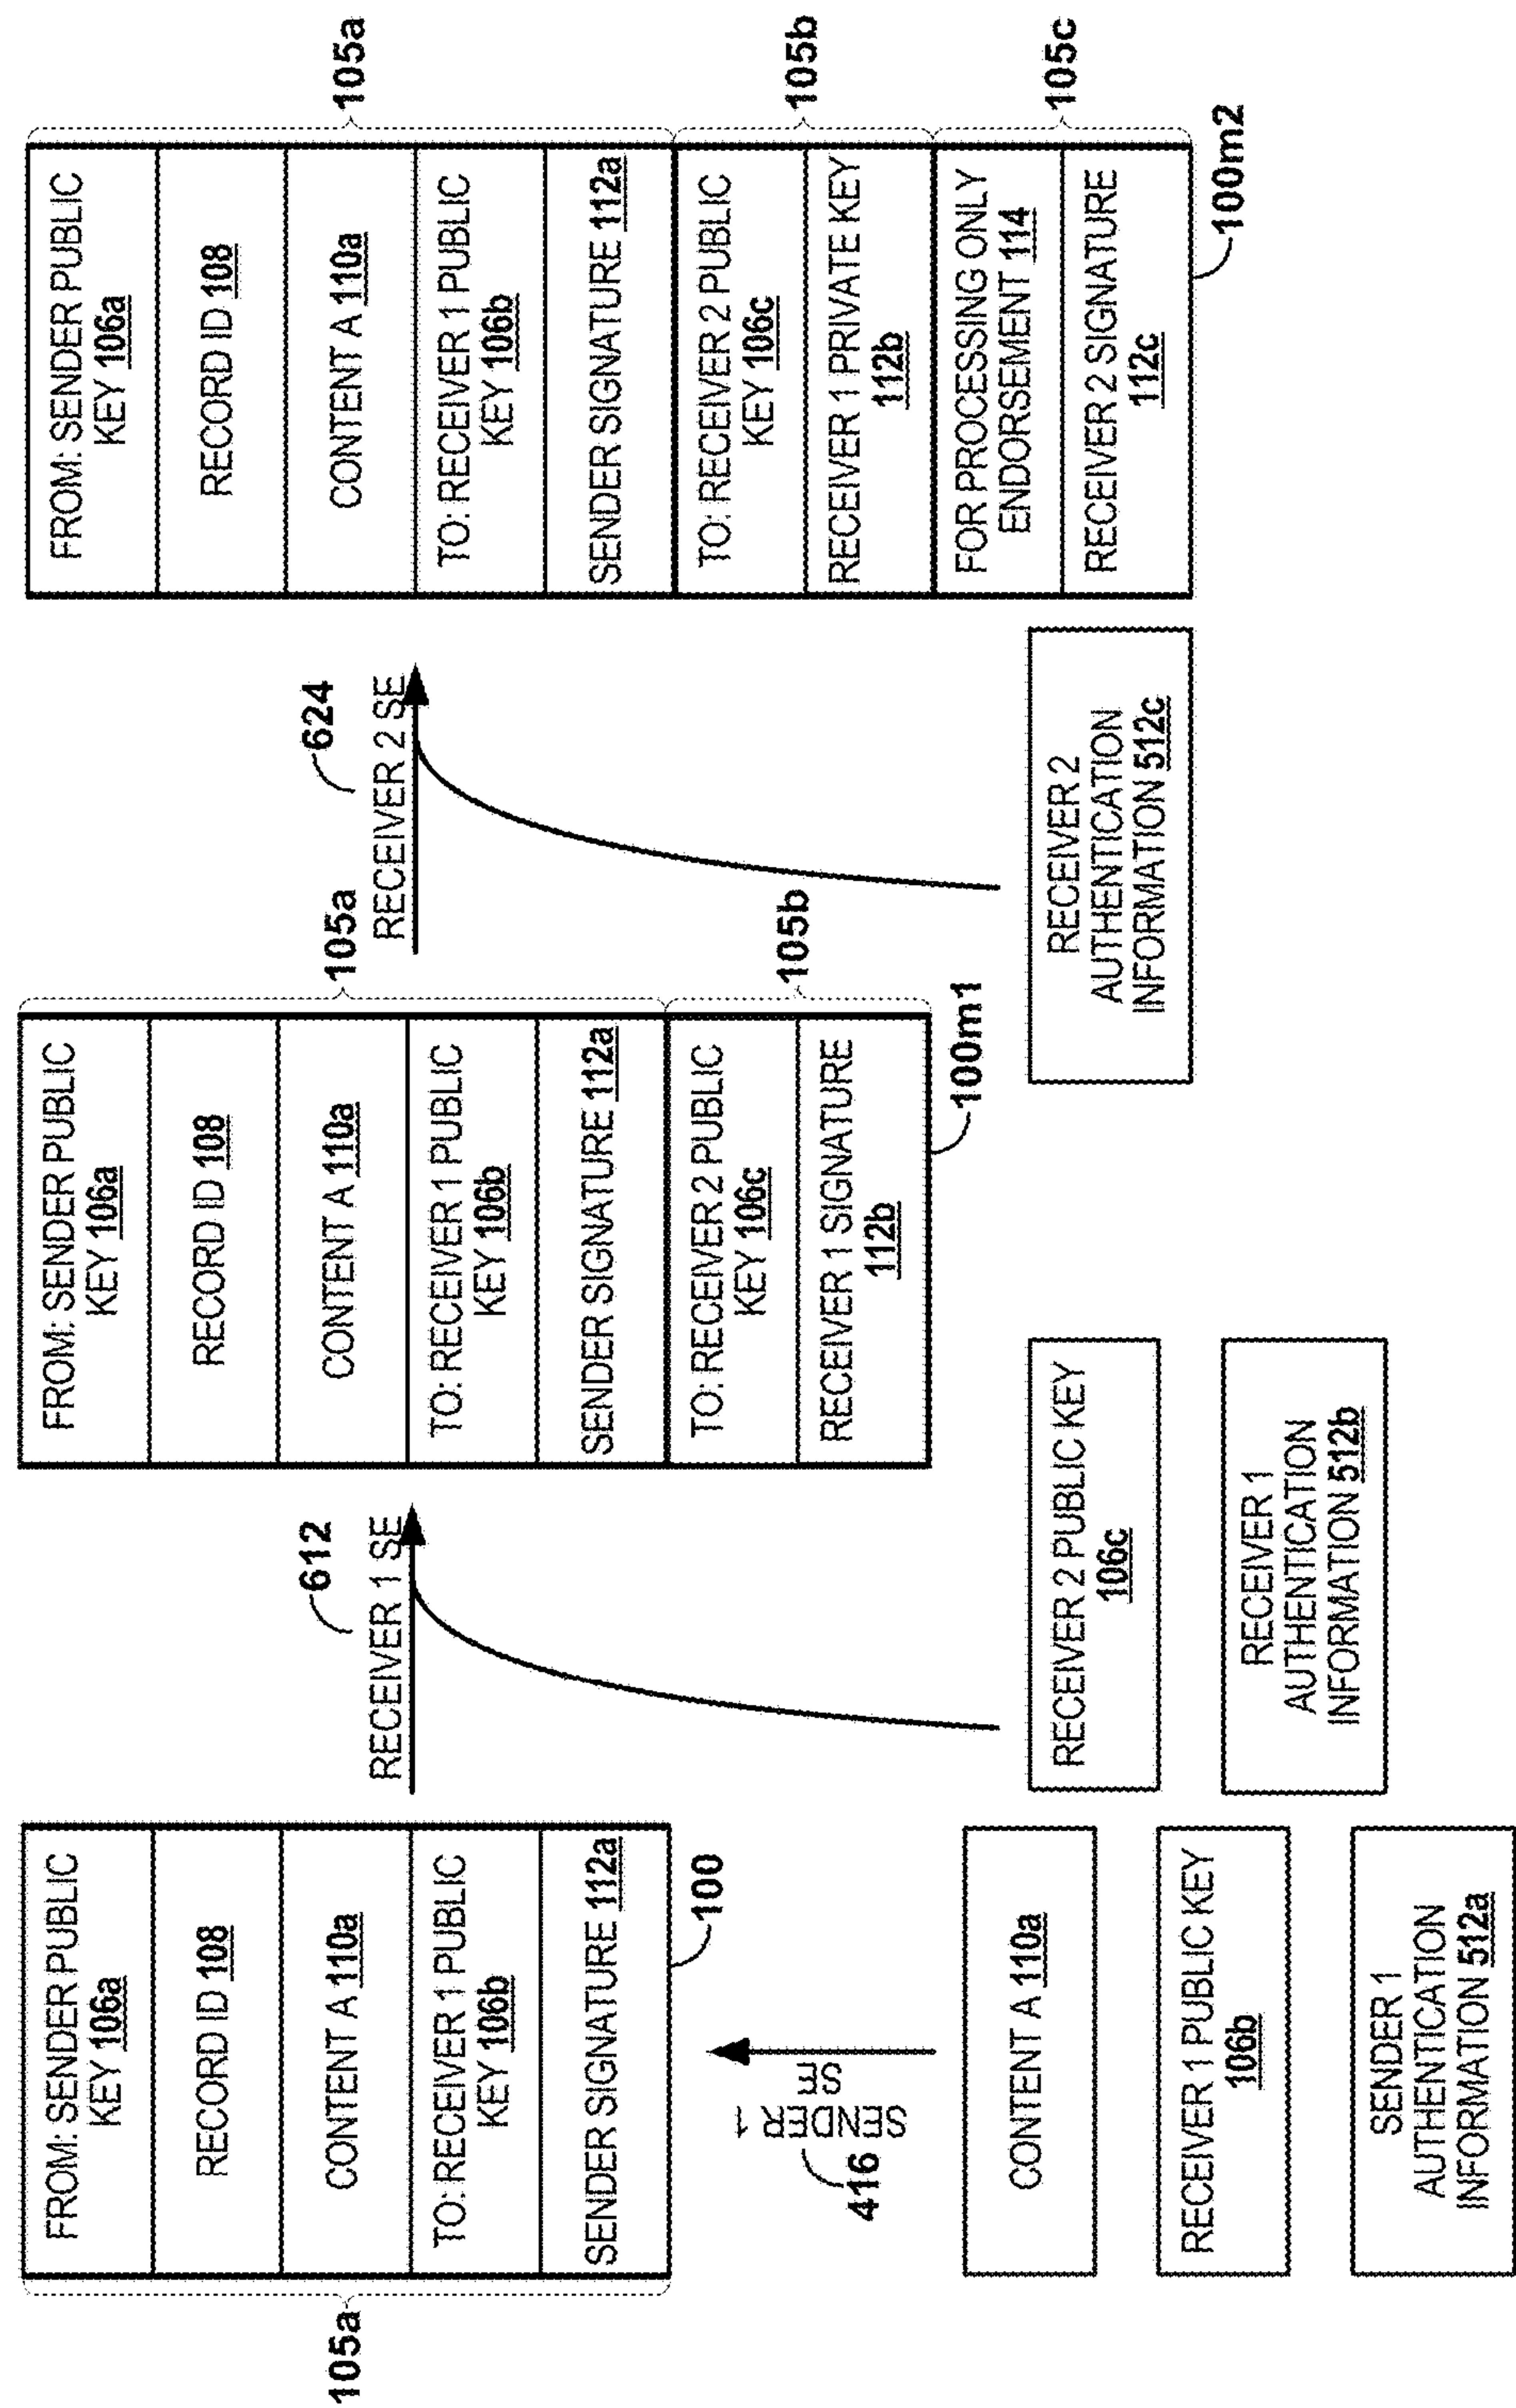 105a
FROM: SENDER PUBLIC
KEY 106a
RECORD ID 108
CONTENT A 110a
TO: RECEIVER 1 PUBLIC
KEY 106b
SENDER SIGNATURE 112a
100
416
SENDER 1
SE
CONTENT A 110a
RECEIVER 1 PUBLIC KEY
106b
SENDER 1
AUTHENTICATION
INFORMATION 512a
612
RECEIVER 1 SE
RECEIVER 2 PUBLIC KEY
106c
RECEIVER 1
AUTHENTICATION
INFORMATION 512b
FROM: SENDER PUBLIC
KEY 106a
RECORD ID 108
CONTENT A 110a
TO: RECEIVER 1 PUBLIC
KEY 106b
SENDER SIGNATURE 112a
TO: RECEIVER 2 PUBLIC
KEY 106c
RECEIVER 1 SIGNATURE
112b
105a
105b
100m1
624
RECEIVER 2 SE
RECEIVER 2
AUTHENTICATION
INFORMATION 512c
FROM: SENDER PUBLIC
KEY 106a
RECORD ID 108
CONTENT A 110a
TO: RECEIVER 1 PUBLIC
KEY 106b
SENDER SIGNATURE 112a
TO: RECEIVER 2 PUBLIC
KEY 106c
RECEIVER 1 PRIVATE KEY
112b
FOR PROCESSING ONLY
ENDORSEMENT 114
RECEIVER 2 SIGNATURE
112c
105a
105b
105c
100m2